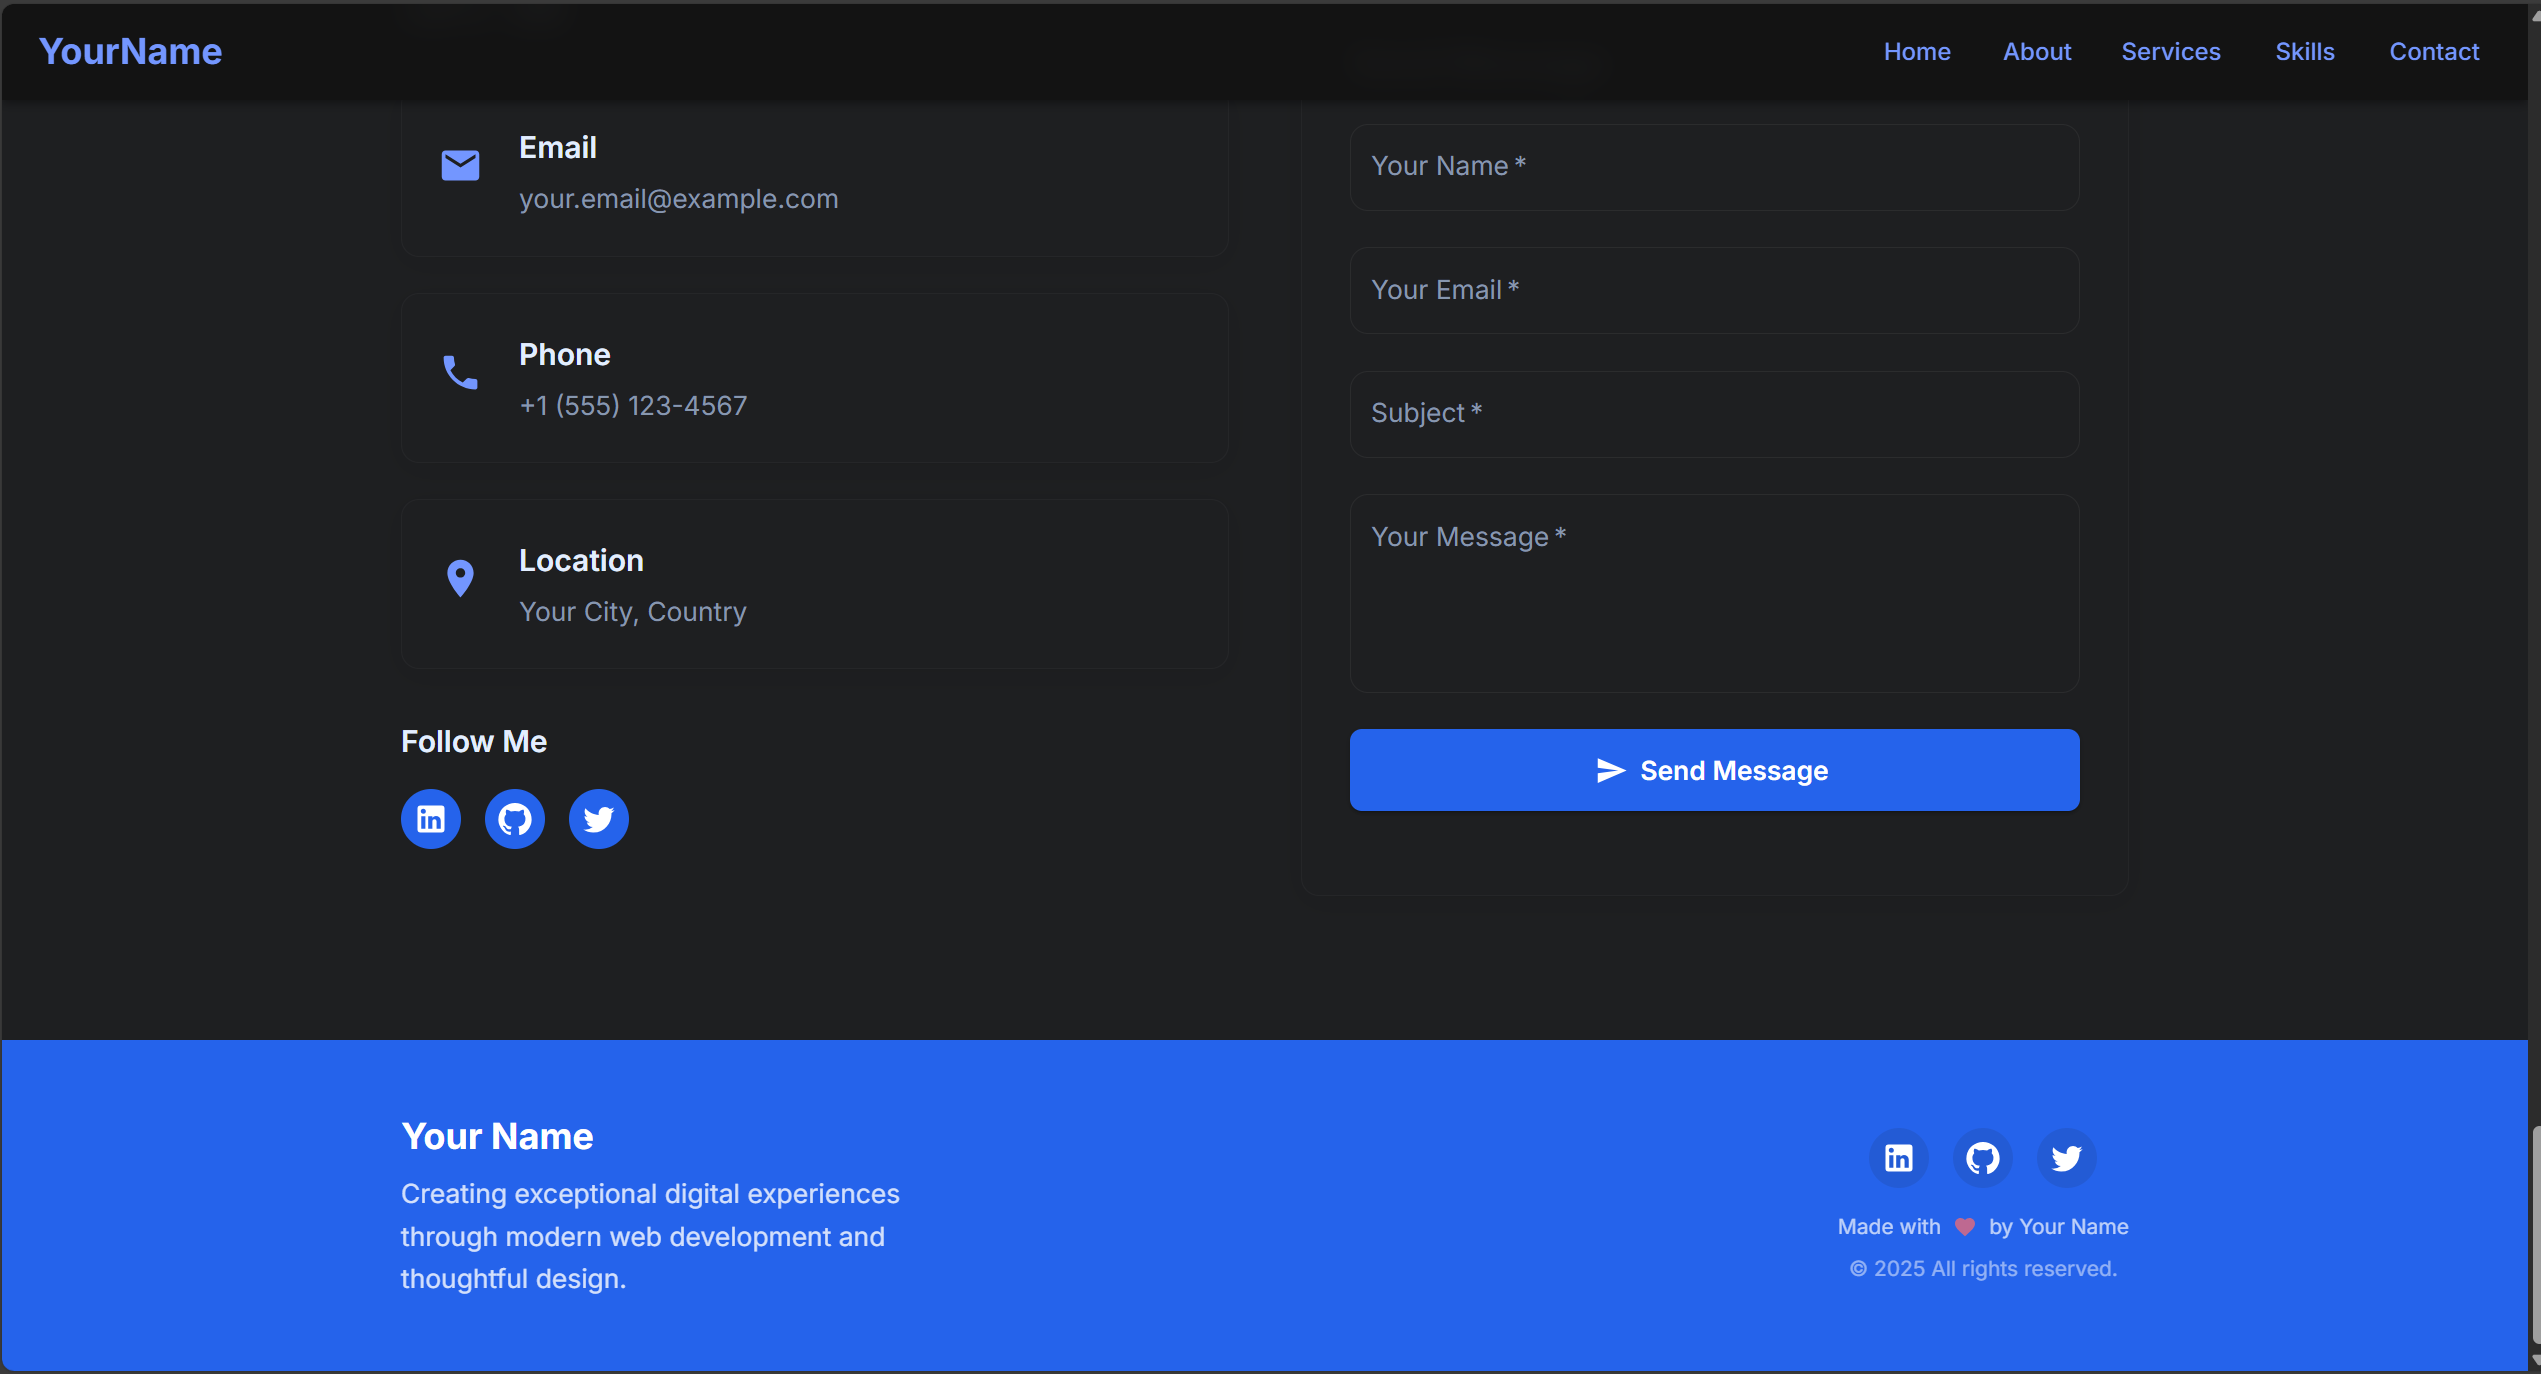 YourName
Home About Services Skills Contact
Email
your.email@example.com
Phone
+1 (555) 123-4567
Location
Your City, Country
Follow Me
Your Name *
Your Email *
Subject *
Your Message *
Send Message
Your Name
Creating exceptional digital experiences
through modern web development and
thoughtful design.
Made with ❤ by Your Name
© 2025 All rights reserved.